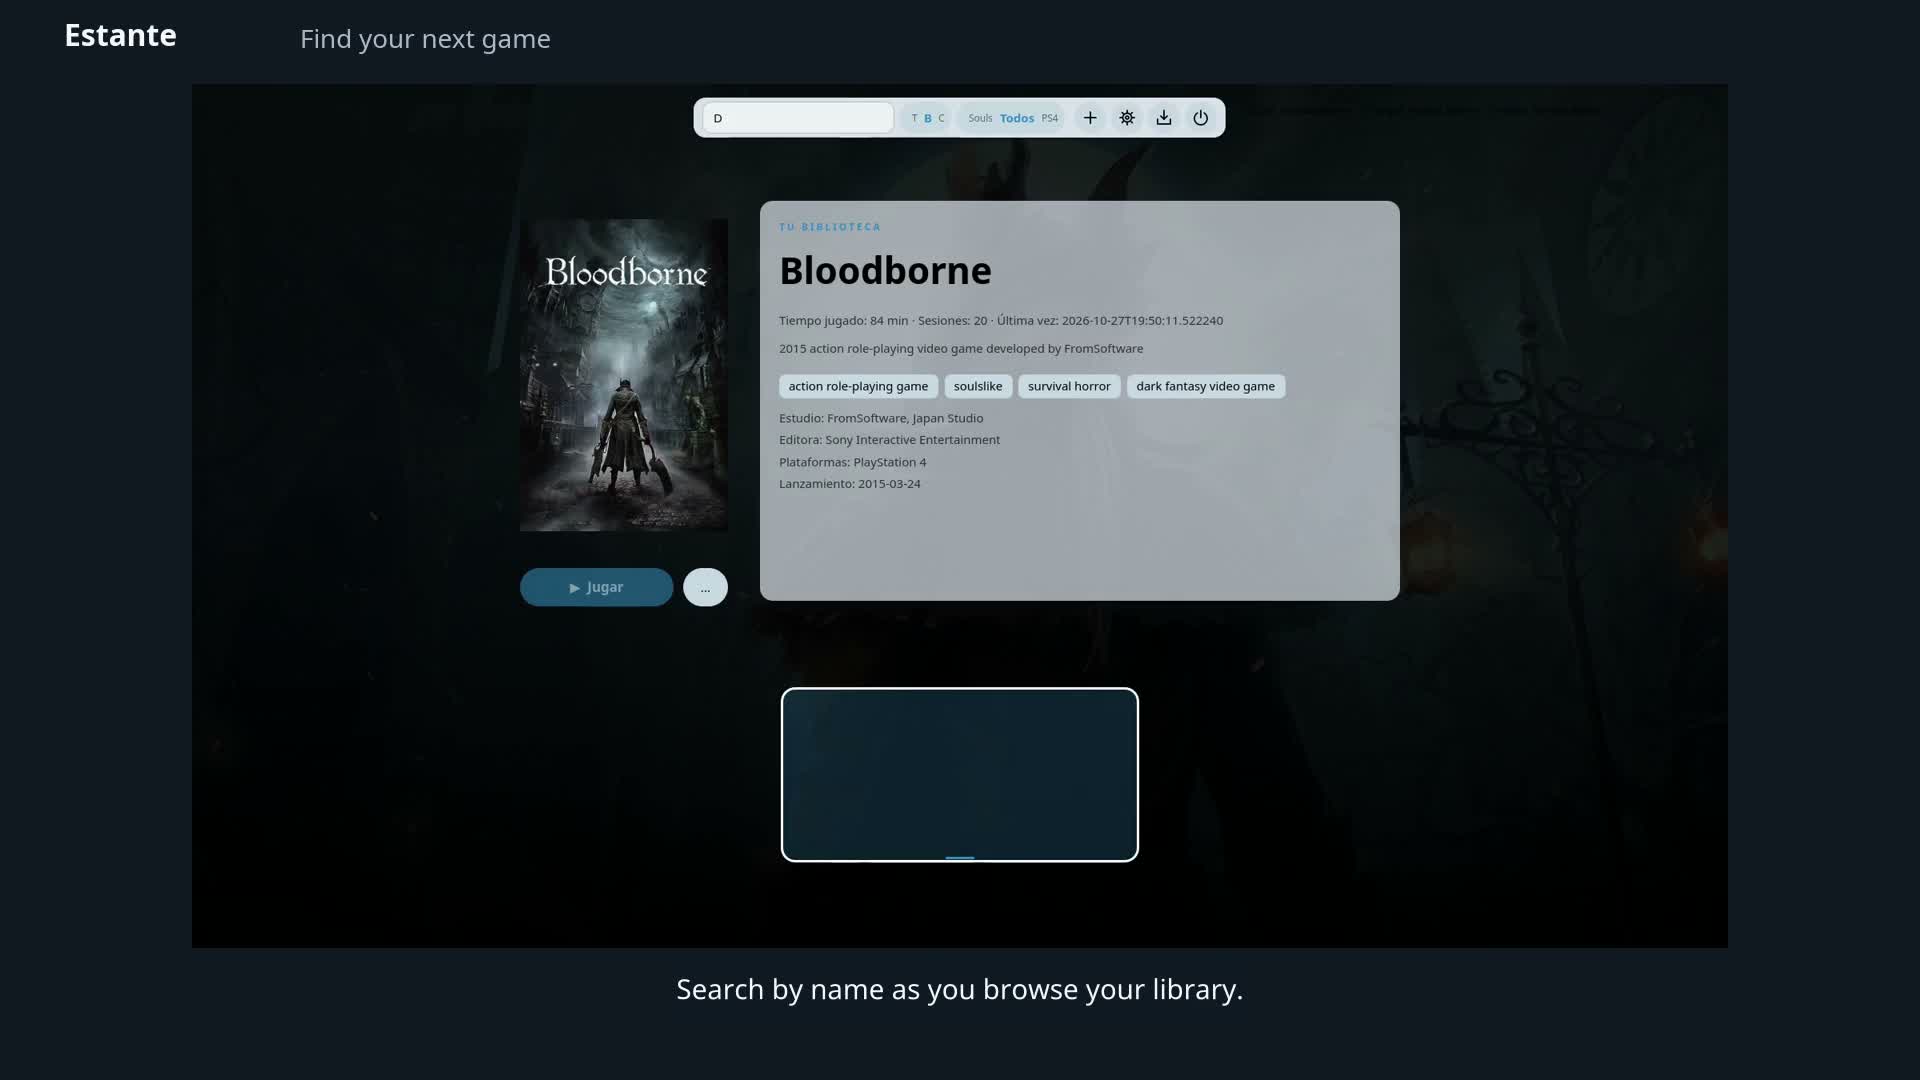 Estante
Find your next game
D
T B C
Souls Todos PS4
TU BIBLIOTECA
Bloodborne
Bloodborne
Tiempo jugado: 84 min · Sesiones: 20 · Última vez: 2026-10-27T19:50:11.522240
2015 action role-playing video game developed by FromSoftware
action role-playing game soulslike survival horror dark fantasy video game
Estudio: FromSoftware, Japan Studio
Editora: Sony Interactive Entertainment
Plataformas: PlayStation 4
Lanzamiento: 2015-03-24
▶ Jugar
...
Search by name as you browse your library.